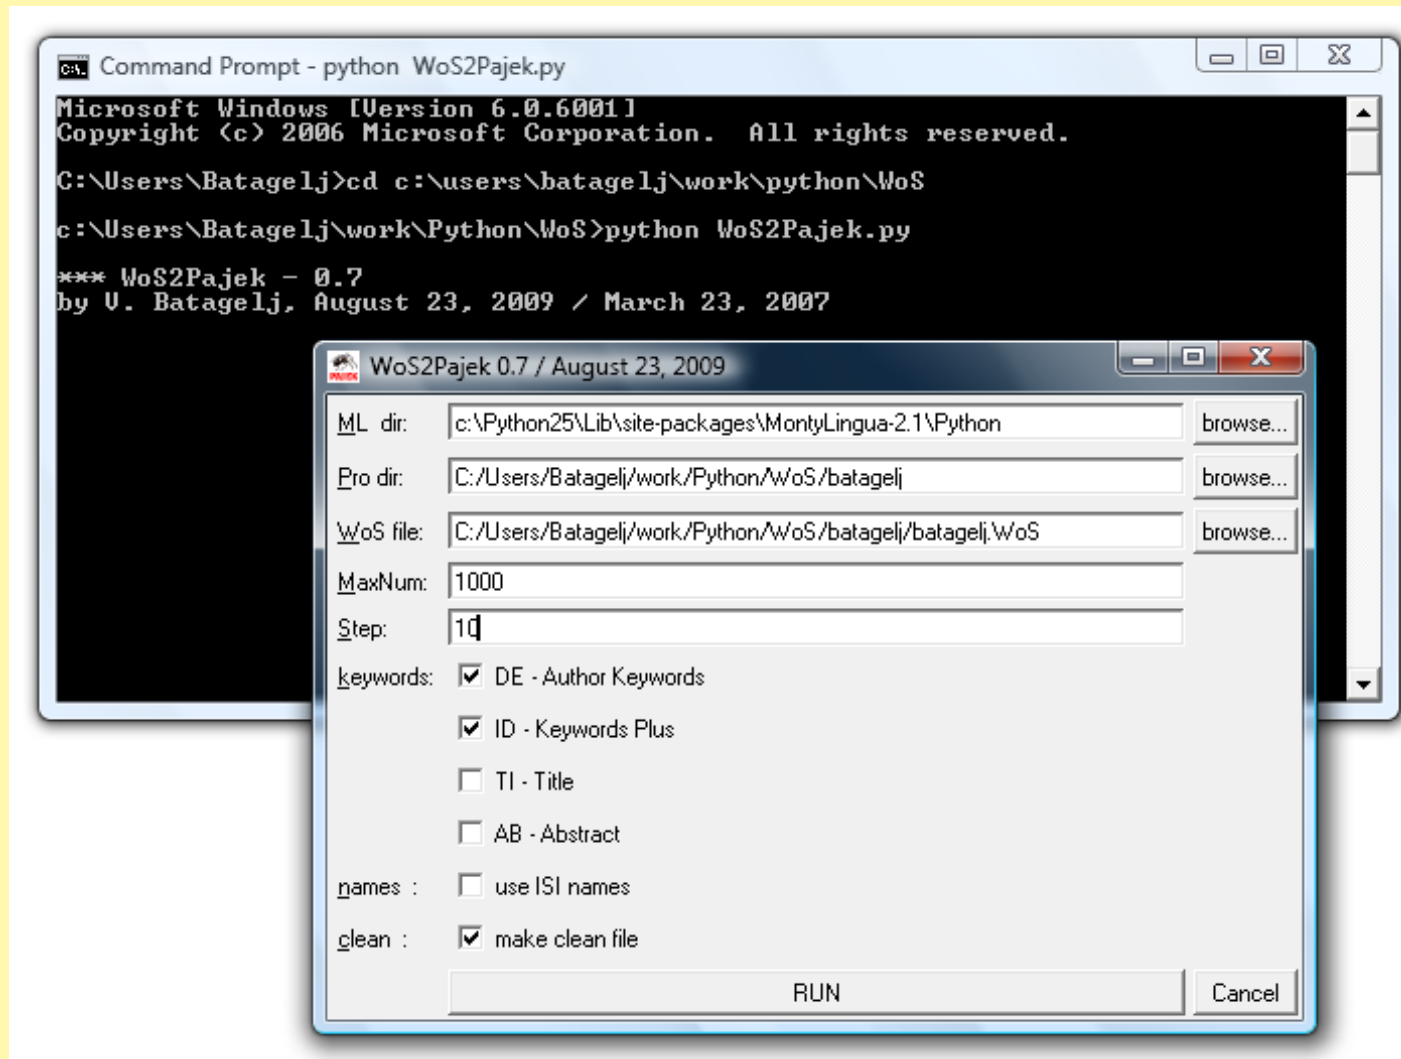 Command Prompt - python  WoS2Pajek.py
Microsoft Windows [Version 6.0.6001]
Copyright (c) 2006 Microsoft Corporation.  All rights reserved.
C:\Users\Batagelj>cd c:\users\batagelj\work\python\WoS
c:\Users\Batagelj\work\Python\WoS>python WoS2Pajek.py
*** WoS2Pajek - 0.7
by V. Batagelj, August 23, 2009 / March 23, 2007
WoS2Pajek 0.7 / August 23, 2009
ML dir: c:\Python25\Lib\site-packages\MontyLingua-2.1\Python browse...
Pro dir: C:/Users/Batagelj/work/Python/WoS/batagelj browse...
WoS file: C:/Users/Batagelj/work/Python/WoS/batagelj/batagelj.WoS browse...
MaxNum: 1000
Step: 10
keywords: DE - Author Keywords
ID - Keywords Plus
TI - Title
AB - Abstract
names : use ISI names
clean : make clean file
RUN Cancel